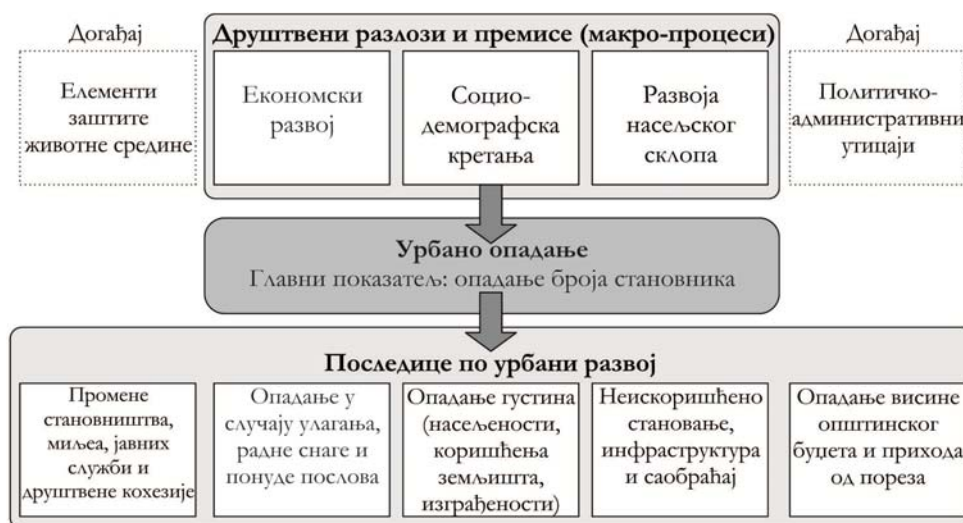 Догађај
Елементи
заштите
животне средине
Друштвени разлози и премисе (макро-процеси)
Економски
развој
Социо-
демографска
кретања
Развоја
насељског
склопа
Догађај
Политичко-
административни
утицаји
Урбано опадање
Главни показатељ: опадање броја становника
Последице по урбани развој
Промене
становништва,
миљеа, јавних
служби и
друштвене кохезије
Опадање у
случају улагања,
радне снаге и
понуде послова
Опадање густина
(насељености,
коришћења
земљишта,
изграђености)
Неискоришћено
становање,
инфраструктура
и саобраћај
Опадање висине
општинског
буџета и прихода
од пореза